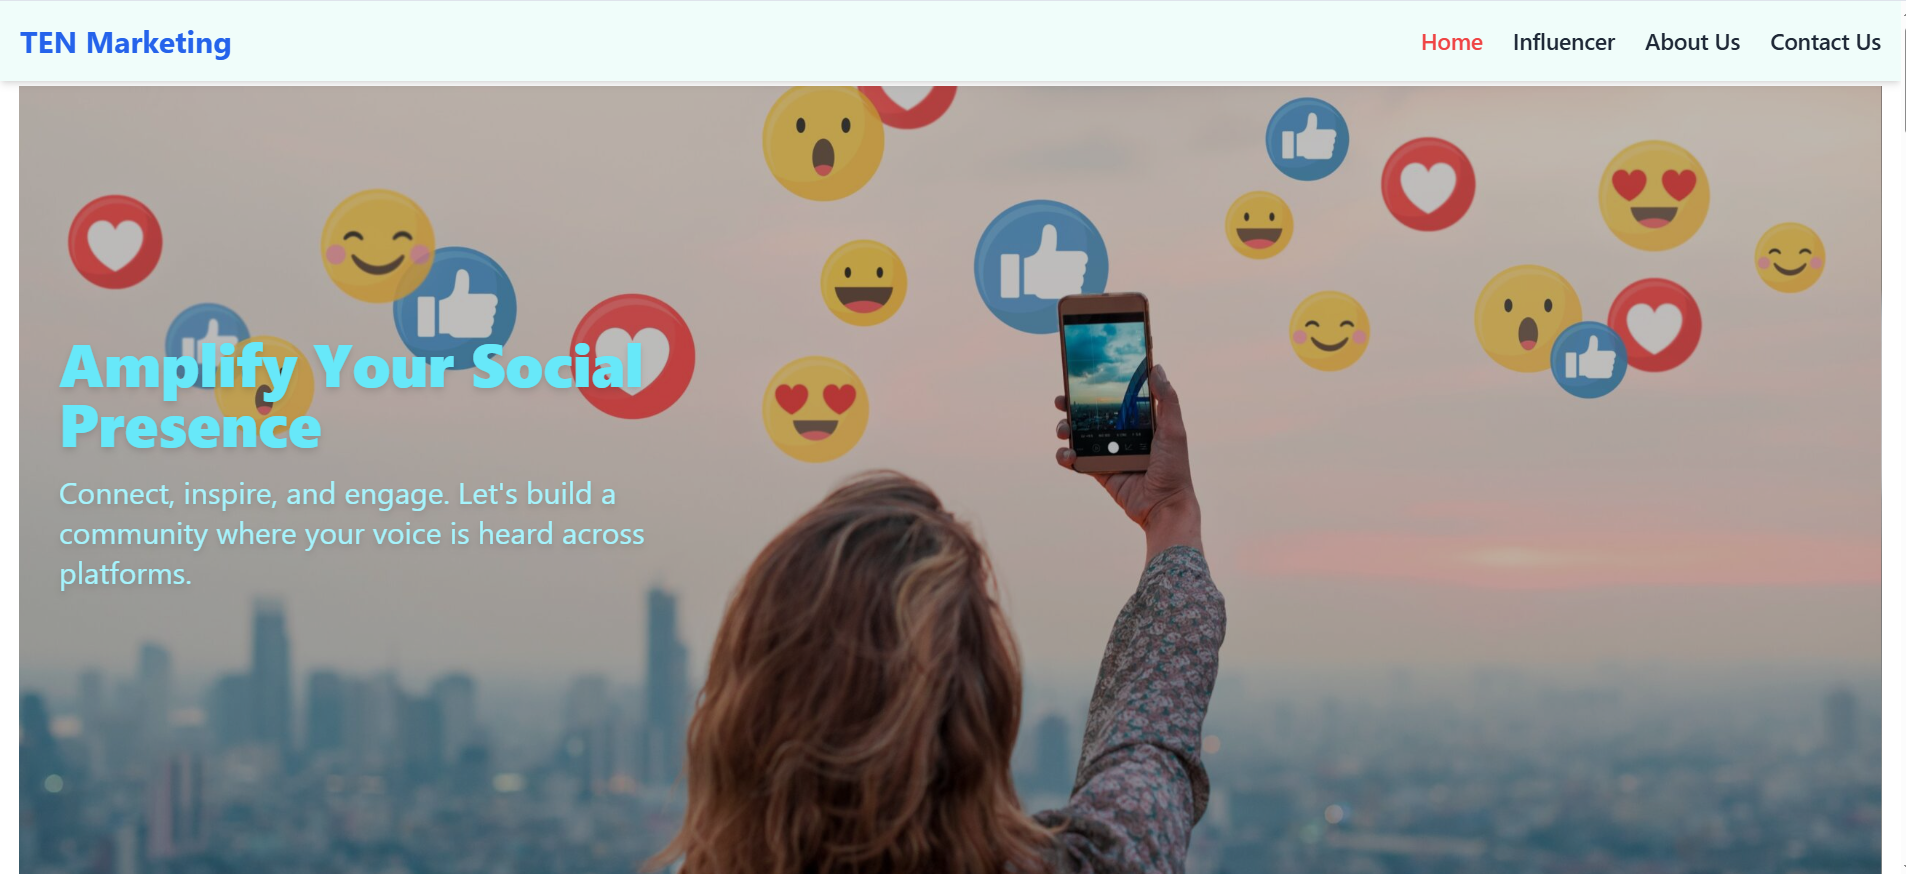 TEN Marketing
Home Influencer About Us Contact Us
Amplify Your Social
Presence
Connect, inspire, and engage. Let's build a
community where your voice is heard across
platforms.